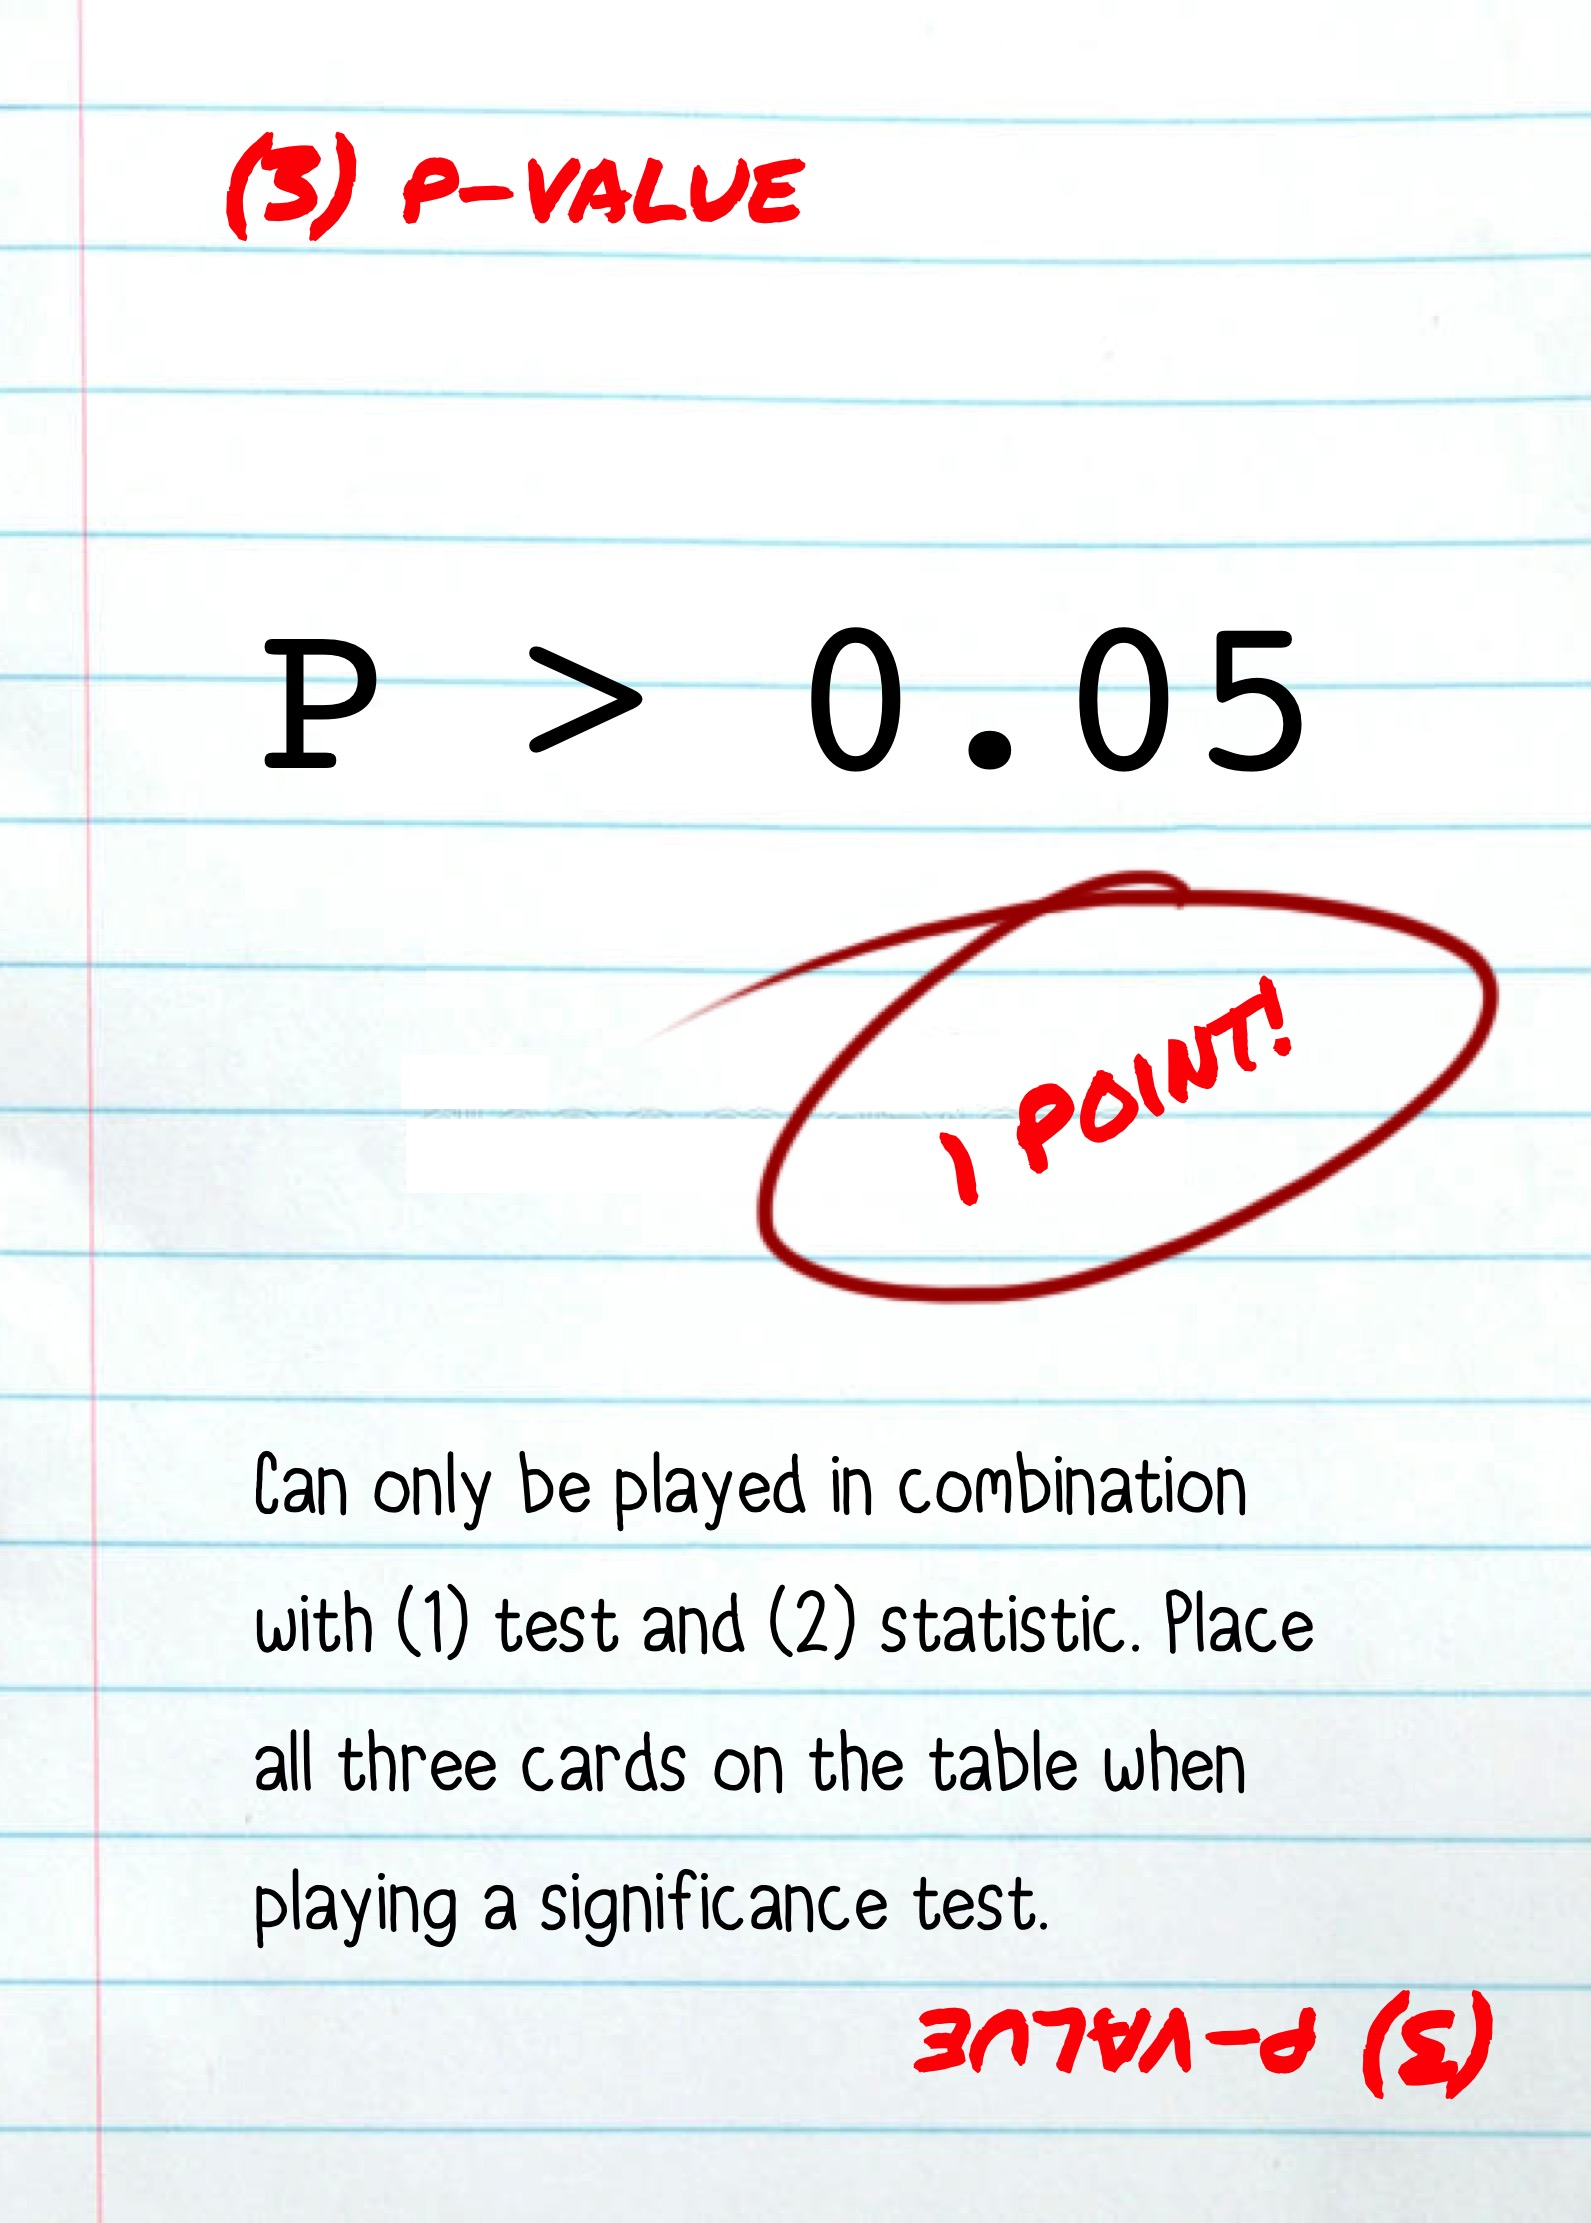 (3) P-VALUE
P > 0.05
1 POINT!
Can only be played in combination
with (1) test and (2) statistic. Place
all three cards on the table when
playing a significance test.
(3) P-VALUE